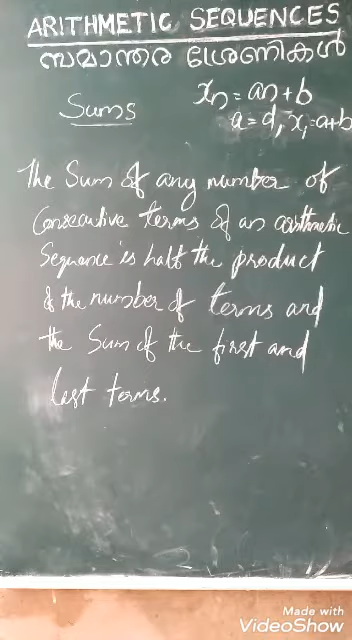 ARITHMETIC SEQUENCES
സമാന്തര ശ്രേണികൾ
Sums
xn = an + b
a = d, x1 = a+b
The Sum of any number of
Consecutive terms of an arithmetic
Sequence is half the product
of the number of terms and
the Sum of the first and
last terms.
Made with
VideoShow